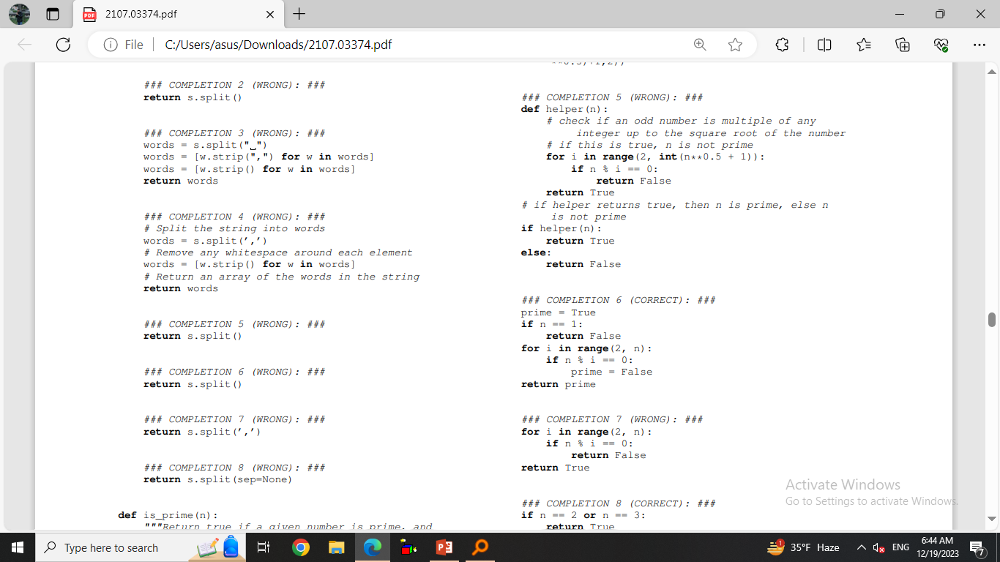 2107.03374.pdf
File
C:/Users/asus/Downloads/2107.03374.pdf
### COMPLETION 2 (WRONG): ###
return s.split()
### COMPLETION 3 (WRONG): ###
words = s.split("␣")
words = [w.strip(",") for w in words]
words = [w.strip() for w in words]
return words
### COMPLETION 4 (WRONG): ###
# Split the string into words
words = s.split(’,’)
# Remove any whitespace around each element
words = [w.strip() for w in words]
# Return an array of the words in the string
return words
### COMPLETION 5 (WRONG): ###
return s.split()
### COMPLETION 6 (WRONG): ###
return s.split()
### COMPLETION 7 (WRONG): ###
return s.split(’,’)
### COMPLETION 8 (WRONG): ###
return s.split(sep=None)
def is_prime(n):
"""Return true if a given number is prime, and
### COMPLETION 5 (WRONG): ###
def helper(n):
# check if an odd number is multiple of any
integer up to the square root of the number
# if this is true, n is not prime
for i in range(2, int(n**0.5 + 1)):
if n % i == 0:
return False
return True
# if helper returns true, then n is prime, else n
is not prime
if helper(n):
return True
else:
return False
### COMPLETION 6 (CORRECT): ###
prime = True
if n == 1:
return False
for i in range(2, n):
if n % i == 0:
prime = False
return prime
### COMPLETION 7 (WRONG): ###
for i in range(2, n):
if n % i == 0:
return False
return True
### COMPLETION 8 (CORRECT): ###
if n == 2 or n == 3:
return True
Activate Windows
Go to Settings to activate Windows.
Type here to search
1
35°F Haze
ENG
6:44 AM
12/19/2023
7